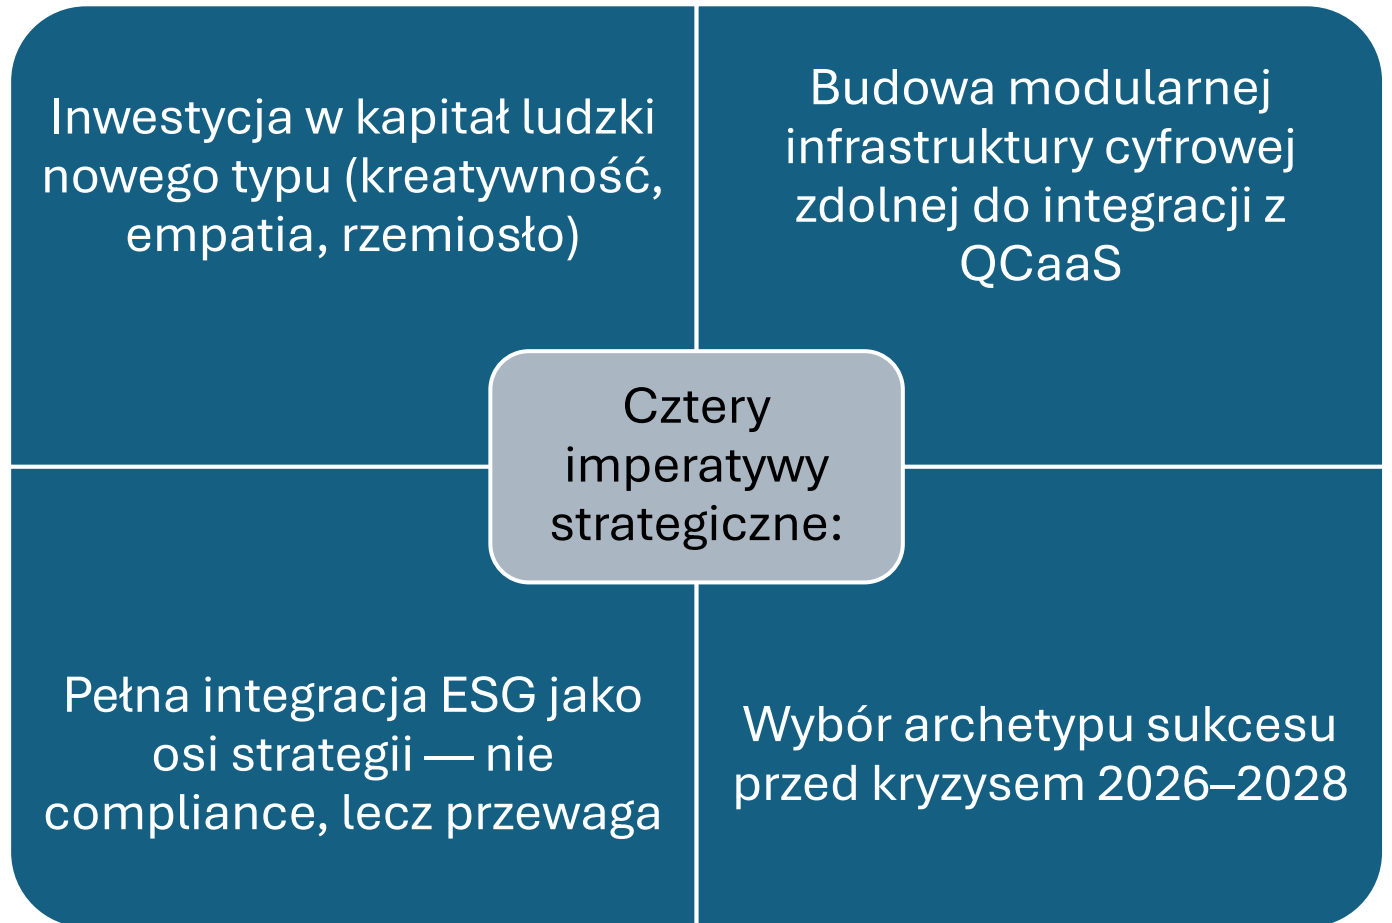 Inwestycja w kapitał ludzki
nowego typu (kreatywność,
empatia, rzemiosło)
Budowa modularnej
infrastruktury cyfrowej
zdolnej do integracji z
QCaaS
Cztery
imperatywy
strategiczne:
Pełna integracja ESG jako
osi strategii — nie
compliance, lecz przewaga
Wybór archetypu sukcesu
przed kryzysem 2026–2028